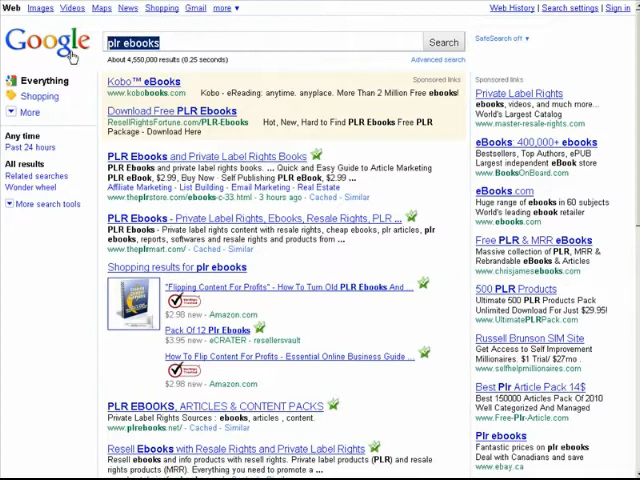 Web Images Videos Maps News Shopping Gmail more ▼
Web History | Search settings | Sign in
Google
plr ebooks
Search
SafeSearch off ▼
About 4,550,000 results (0.25 seconds)
Advanced search
Everything
Shopping
More
Any time
Past 24 hours
All results
Related searches
Wonder wheel
More search tools
Kobo™ eBooks
Sponsored links
www.kobobooks.com Kobo - eReading: anytime. anyplace. More Than 2 Million Free ebooks!
Download Free PLR Ebooks
ResellRightsFortune.com/PLR-Ebooks Hot, New, Hard to Find PLR Ebooks Free PLR
Package - Download Here
PLR Ebooks and Private Label Rights Books
PLR Ebooks and private label rights books. ... Quick and Easy Guide to Article Marketing
PLR eBook, $2.99, Buy Now · Self Publishing PLR eBook, $2.99 ...
Affiliate Marketing - List Building - Email Marketing - Real Estate
www.theplrstore.com/ebooks-c-33.html - 3 hours ago - Cached - Similar
PLR Ebooks - Private Label Rights, Ebooks, Resale Rights, PLR ...
PLR Ebooks - Private label rights content with resale rights, cheap ebooks, plr articles, plr
ebook, reports, softwares and resale rights and products from ...
www.theplrmart.com/ - Cached - Similar
Shopping results for plr ebooks
"Flipping Content For Profits" - How To Turn Old PLR Ebooks And ...
$2.98 new - Amazon.com
Pack Of 12 Plr Ebooks
$3.95 new - eCRATER - resellersvault
How To Flip Content For Profits - Essential Online Business Guide ...
$2.98 new - Amazon.com
PLR EBOOKS, ARTICLES & CONTENT PACKS
Private Label Rights Sources : ebooks, articles , content.
www.plrebooks.net/ - Cached - Similar
Resell Ebooks with Resale Rights and Private Label Rights
Resell ebooks and info products with resell rights. Private label products (PLR) and resale
rights products (MRR). Everything you need to promote a ...
Sponsored links
Private Label Rights
ebooks, videos, and much more...
World's Largest Catalog
www.master-resale-rights.com
eBooks - 400,000+ ebooks
Bestsellers, Top Authors, ePUB
Largest independent eBook store
www.BooksOnBoard.com
eBooks.com
Huge range of ebooks in 60 subjects
World's leading ebook retailer
www.ebooks.com
Free PLR & MRR eBooks
Massive collection of PLR, MRR &
Rebrandable eBooks & Articles
www.chrisjameseb​ooks.com
500 PLR Products
Ultimate 500 PLR Products Pack
Unlimited Download For Just $29.95!
www.UltimatePLRPack.com
Russell Brunson SIM Site
Get Access to Self Improvement
Millionaires. $1 Trial/ $27mo .
www.selfhelpmillionaires.com
Best Plr Article Pack 14$
Best 150000 Articles Pack Of 2010
Well Categorized And Managed
www.Free-Plr-Article.com
Plr ebooks
Fantastic prices on plr ebooks
Deal with Canadians and save
www.ebay.ca